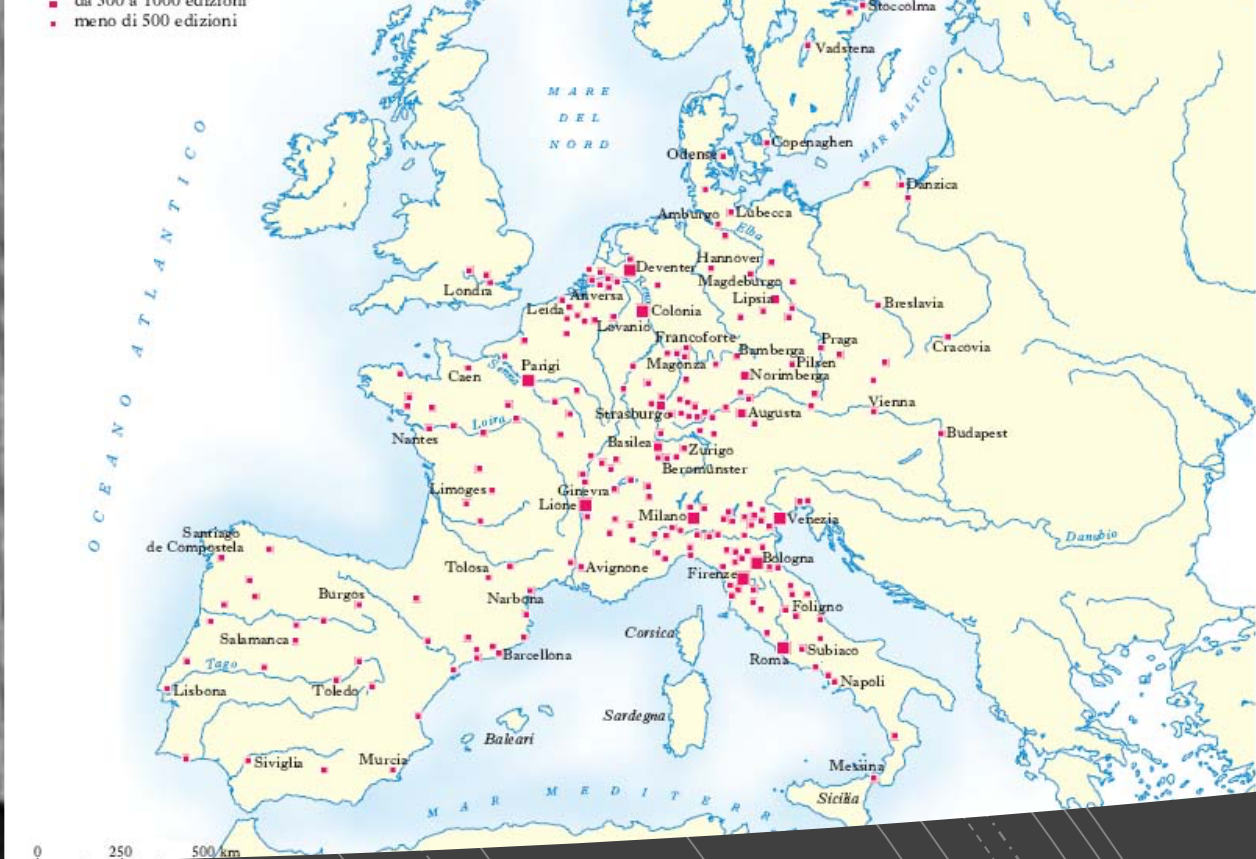 da 500 a 1000 edizioni
meno di 500 edizioni
Stoccolma
Vadstena
MARE
DEL
NORD
MAR BALTICO
OCEANO ATLANTICO
Odense
Copenaghen
Danzica
Amburgo
Lubecca
Elba
Hannover
Deventer
Magdeburgo
Londra
Anversa
Lipsia
Leida
Reno
Colonia
Breslavia
Lovanio
Francoforte
Praga
Cracovia
Bamberga
Pilsen
Parigi
Senna
Magonza
Caen
Norimberga
Vienna
Strasburgo
Augusta
Loira
Nantes
Basilea
Zurigo
Budapest
Beromünster
Limoges
Ginevra
Lione
Milano
Venezia
Santiago
de Compostela
Danubio
Tolosa
Avignone
Bologna
Firenze
Burgos
Narbona
Foligno
Salamanca
Corsica
Barcellona
Roma
Subiaco
Tago
Lisbona
Toledo
Napoli
Sardegna
Baleari
Siviglia
Murcia
Messina
Sicilia
MAR MEDITERR
0 250 500 km